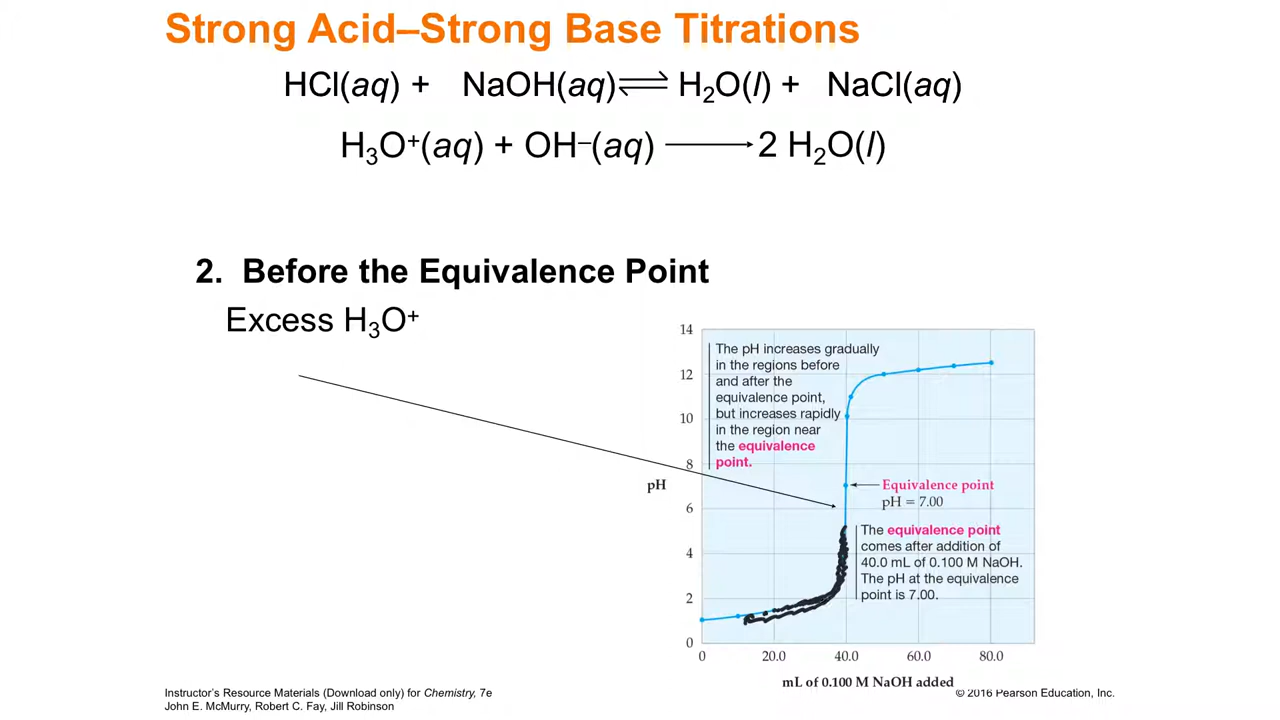 Strong Acid–Strong Base Titrations
HCl(aq) + NaOH(aq) ⇌ H₂O(l) + NaCl(aq)
H₃O⁺(aq) + OH⁻(aq) ⟶ 2 H₂O(l)
2. Before the Equivalence Point
Excess H₃O⁺
14
12
10
8
6
4
2
0
pH
The pH increases gradually
in the regions before
and after the
equivalence point,
but increases rapidly
in the region near
the equivalence
point.
Equivalence point
pH = 7.00
The equivalence point
comes after addition of
40.0 mL of 0.100 M NaOH.
The pH at the equivalence
point is 7.00.
0 20.0 40.0 60.0 80.0
mL of 0.100 M NaOH added
Instructor’s Resource Materials (Download only) for Chemistry, 7e
John E. McMurry, Robert C. Fay, Jill Robinson
© 2016 Pearson Education, Inc.